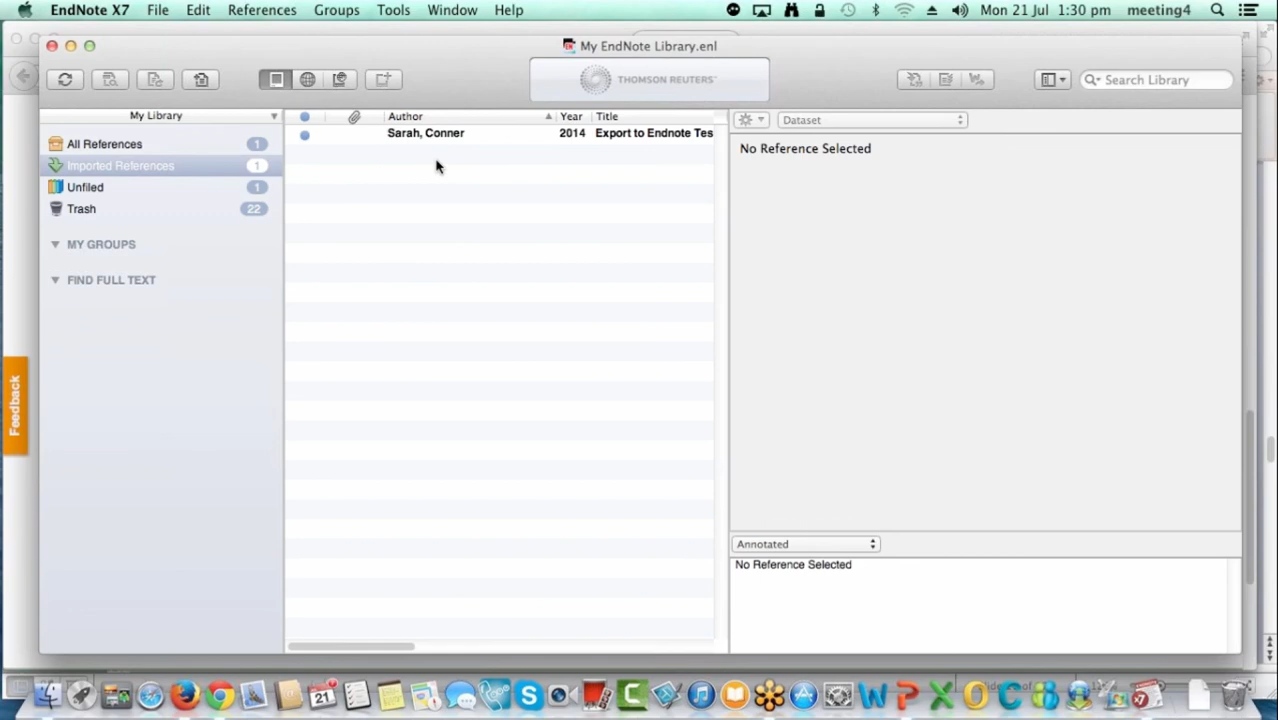 EndNote X7 File Edit References Groups Tools Window Help Mon 21 Jul 1:30 pm meeting4
My EndNote Library.enl
THOMSON REUTERS
Search Library
My Library Author Year Title Dataset
All References 1 Sarah, Conner 2014 Export to Endnote Tes
Imported References 1
No Reference Selected
Unfiled 1
Trash 22
MY GROUPS
FIND FULL TEXT
Feedback
Annotated
No Reference Selected
21